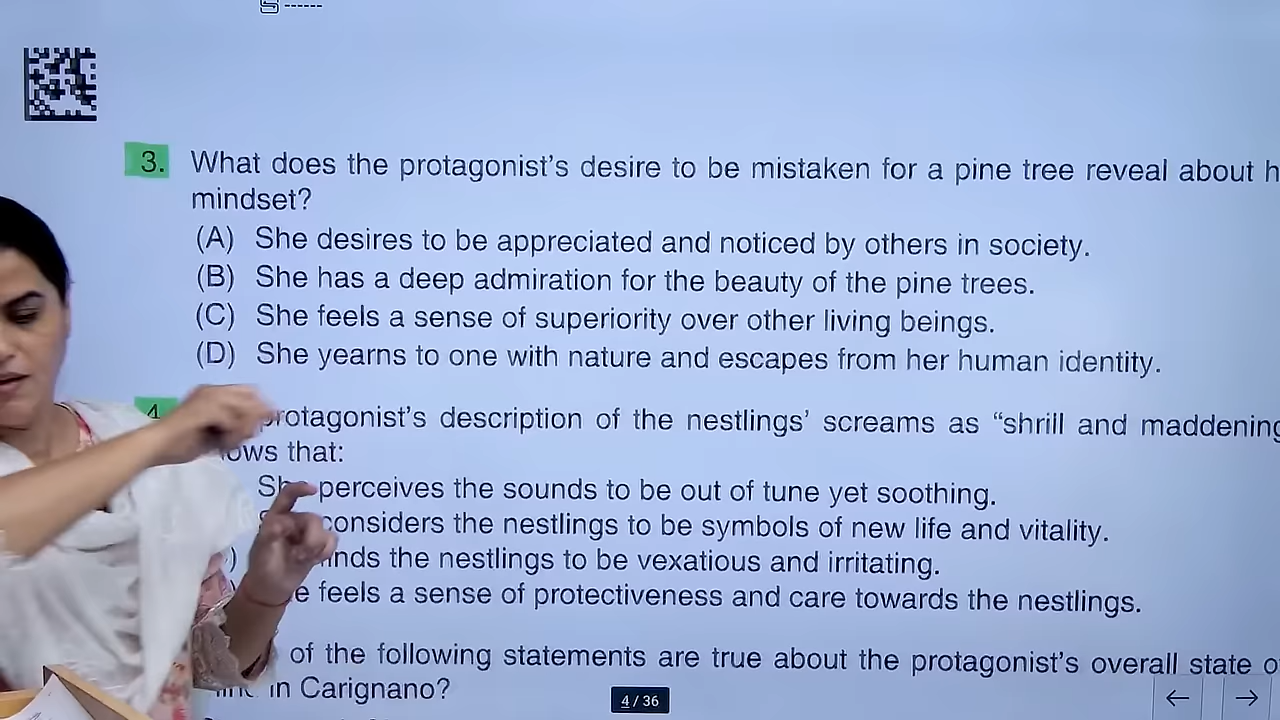 3. What does the protagonist's desire to be mistaken for a pine tree reveal about
mindset?
(A) She desires to be appreciated and noticed by others in society.
(B) She has a deep admiration for the beauty of the pine trees.
(C) She feels a sense of superiority over other living beings.
(D) She yearns to one with nature and escapes from her human identity.
4. protagonist's description of the nestlings' screams as “shrill and maddening
that:
She perceives the sounds to be out of tune yet soothing.
considers the nestlings to be symbols of new life and vitality.
the nestlings to be vexatious and irritating.
feels a sense of protectiveness and care towards the nestlings.
of the following statements are true about the protagonist's overall state
in Carignano?
4 / 36